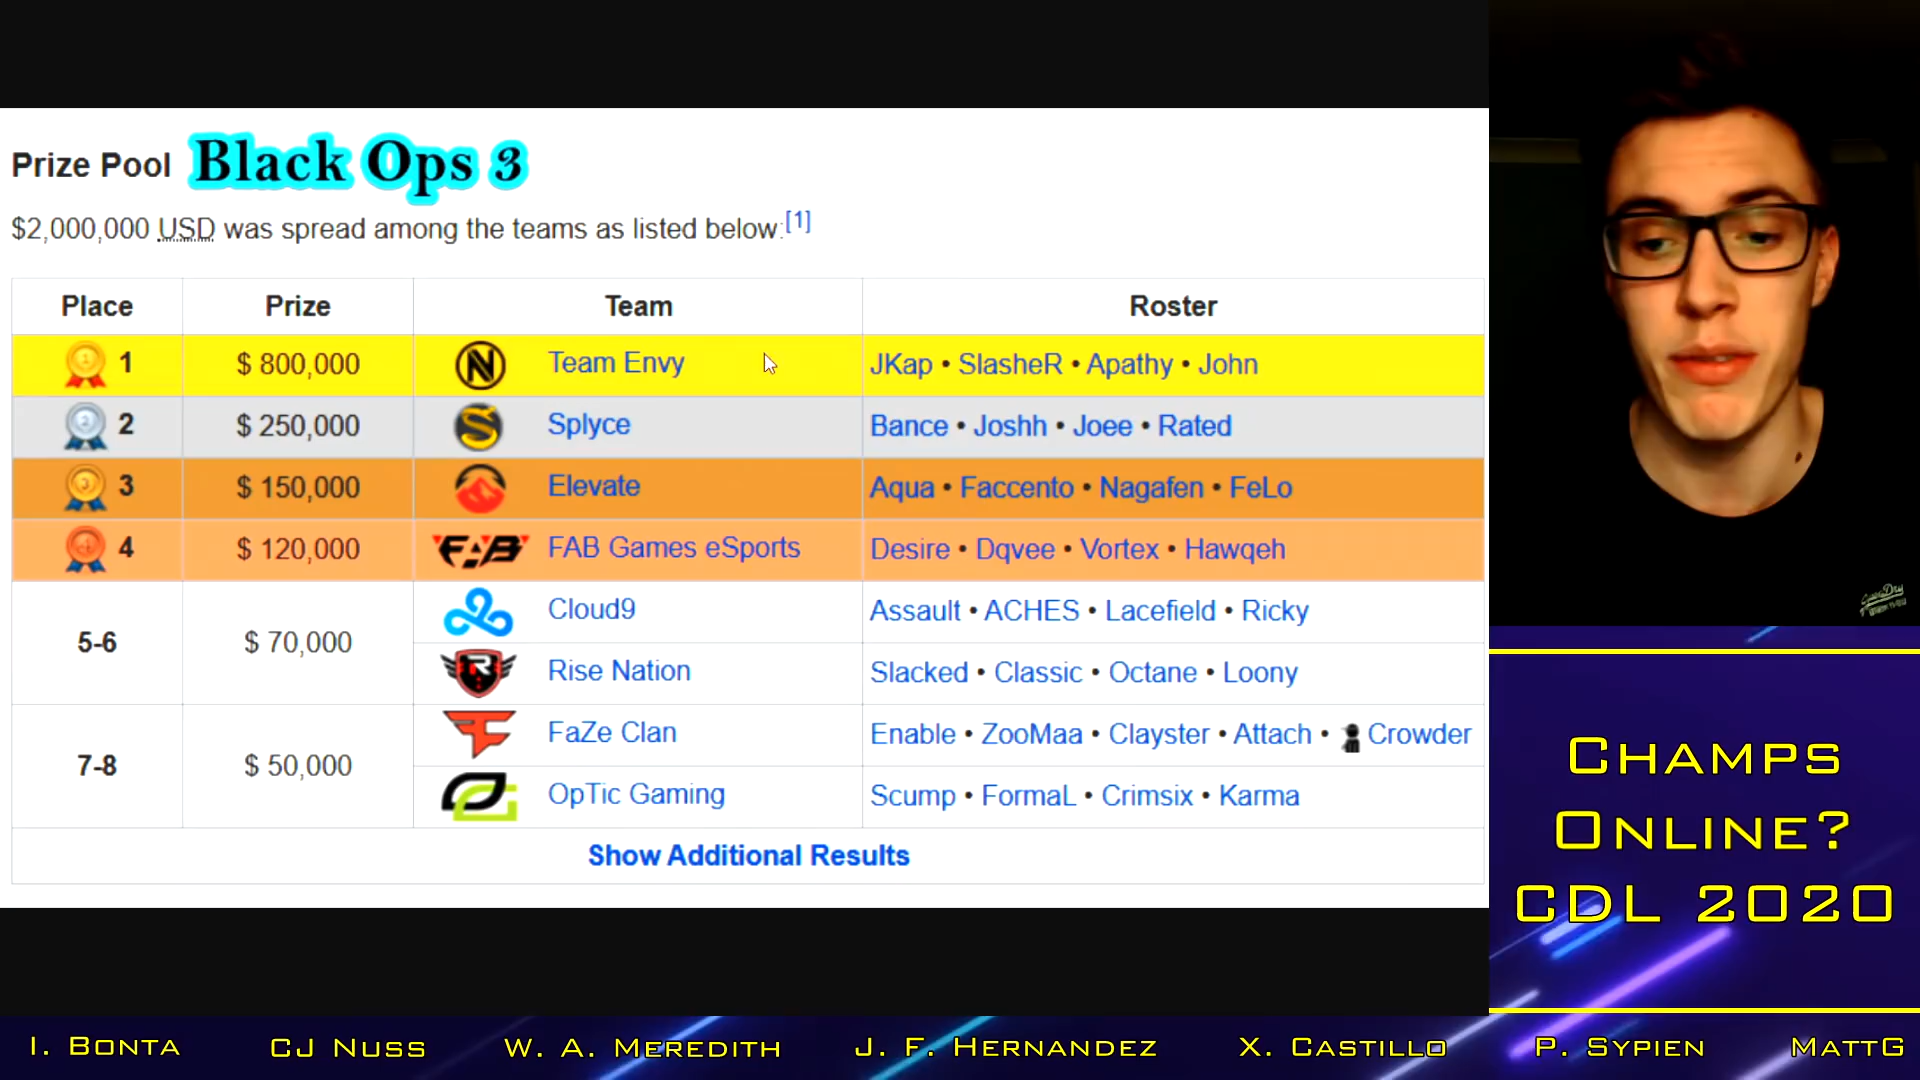 Prize Pool Black Ops 3
$2,000,000 USD was spread among the teams as listed below:[1]
Place Prize Team Roster
1 $ 800,000 Team Envy JKap • SlasheR • Apathy • John
2 $ 250,000 Splyce Bance • Joshh • Joee • Rated
3 $ 150,000 Elevate Aqua • Faccento • Nagafen • FeLo
4 $ 120,000 FAB FAB Games eSports Desire • Dqvee • Vortex • Hawqeh
5-6 $ 70,000 Cloud9 Assault • ACHES • Lacefield • Ricky
Rise Nation Slacked • Classic • Octane • Loony
7-8 $ 50,000 FaZe Clan Enable • ZooMaa • Clayster • Attach • Crowder
OpTic Gaming Scump • FormaL • Crimsix • Karma
Show Additional Results
CHAMPS
ONLINE?
CDL 2020
I. BONTA CJ NUSS W. A. MEREDITH J. F. HERNANDEZ X. CASTILLO P. SYPIEN MATTG